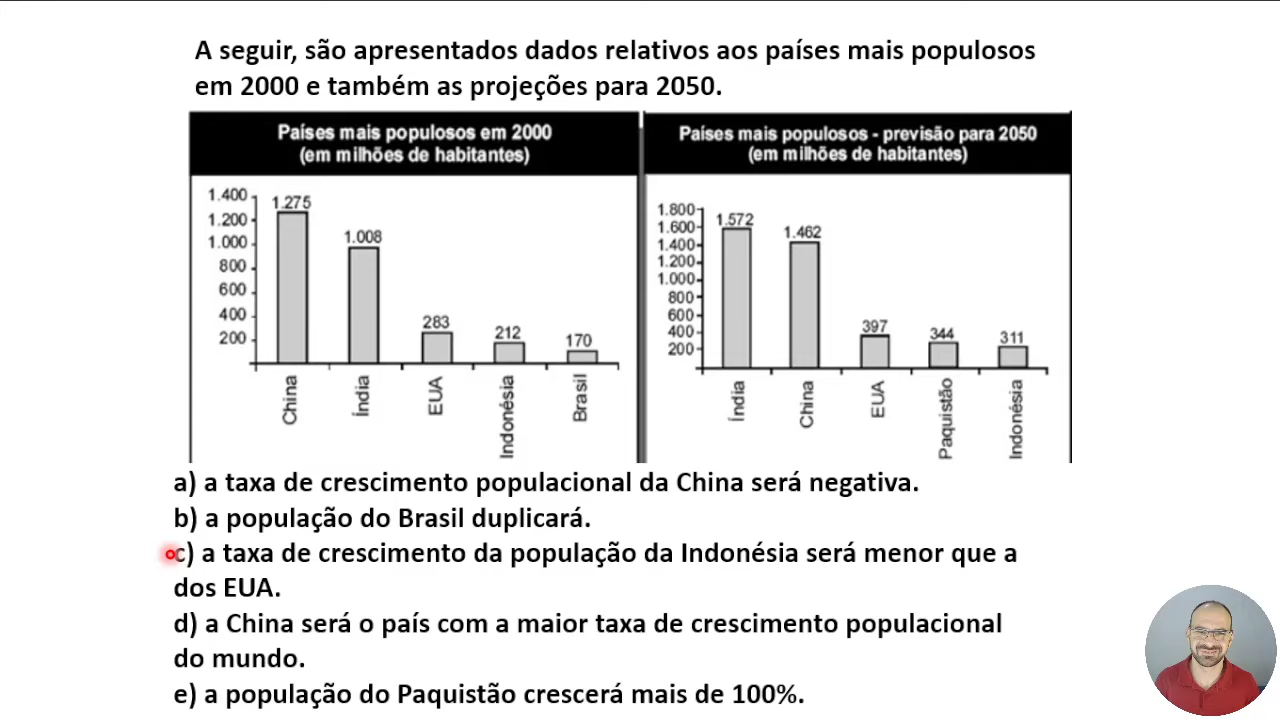 A seguir, são apresentados dados relativos aos países mais populosos
em 2000 e também as projeções para 2050.
Países mais populosos em 2000
(em milhões de habitantes)
1.400
1.200
1.000
800
600
400
200
1.275
1.008
283
212
170
China
Índia
EUA
Indonésia
Brasil
Países mais populosos - previsão para 2050
(em milhões de habitantes)
1.800
1.600
1.400
1.200
1.000
800
600
400
200
1.572
1.462
397
344
311
Índia
China
EUA
Paquistão
Indonésia
a) a taxa de crescimento populacional da China será negativa.
b) a população do Brasil duplicará.
c) a taxa de crescimento da população da Indonésia será menor que a
dos EUA.
d) a China será o país com a maior taxa de crescimento populacional
do mundo.
e) a população do Paquistão crescerá mais de 100%.